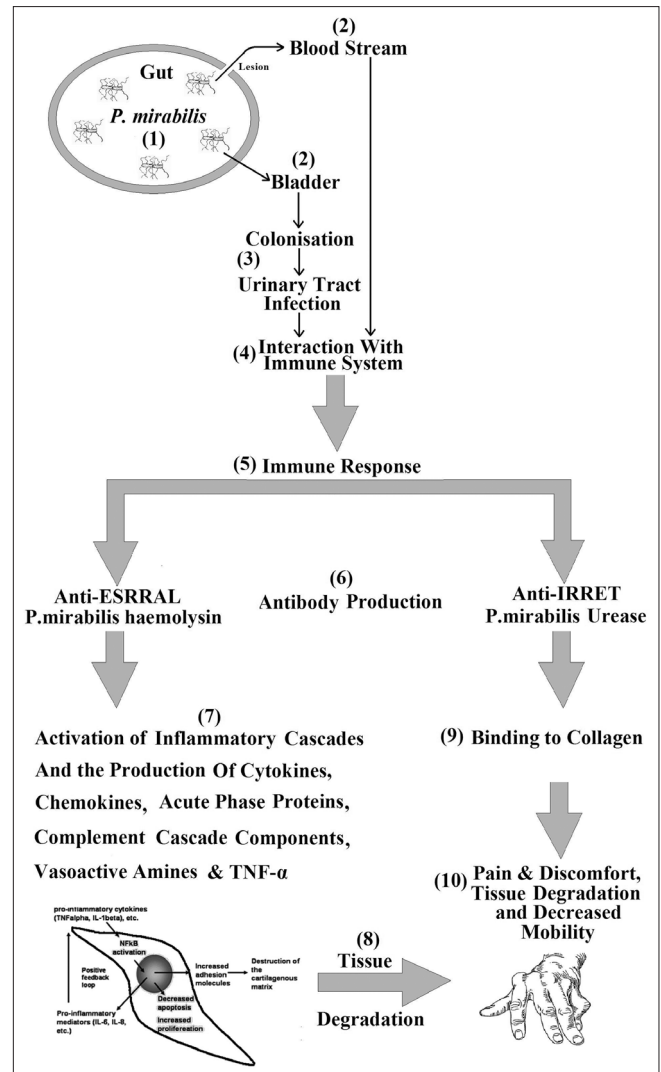 (2)
Blood Stream
Lesion
Gut
P. mirabilis
(1)
(2)
Bladder
Colonisation
(3)
Urinary Tract
Infection
(4) Interaction With
Immune System
(5) Immune Response
(6)
Antibody Production
Anti-ESRRAL
P.mirabilis haemolysin
Anti-IRRET
P.mirabilis Urease
(7)
Activation of Inflammatory Cascades
And the Production Of Cytokines,
Chemokines, Acute Phase Proteins,
Complement Cascade Components,
Vasoactive Amines & TNF-α
(9) Binding to Collagen
(10) Pain & Discomfort,
Tissue Degradation
and Decreased
Mobility
pro-inflammatory cytokines
(TNFalpha, IL-1beta), etc.
NFkB
activation
Positive
feedback
loop
Increased
adhesion
molecules
Destruction of
the
cartilagenous
matrix
Decreased
apoptosis
Increased
prolifereation
Pro-inflammatory
mediators (IL-6, IL-8,
etc.)
(8)
Tissue
Degradation